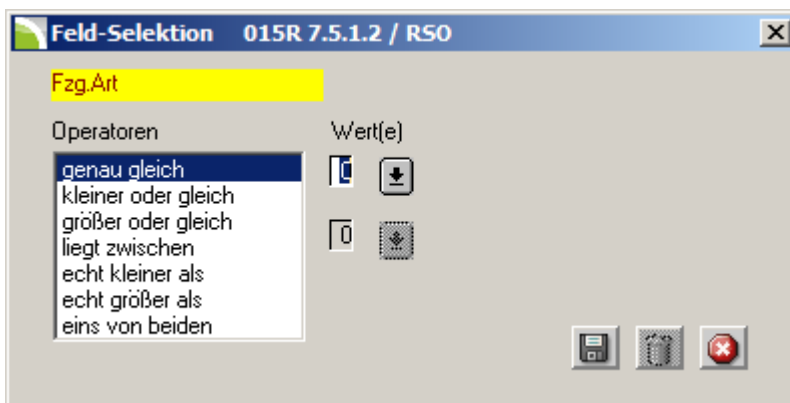 Feld-Selektion 015R 7.5.1.2 / RSO
Fzg.Art
Operatoren Wert(e)
genau gleich 0
kleiner oder gleich
größer oder gleich 0
liegt zwischen
echt kleiner als
echt größer als
eins von beiden